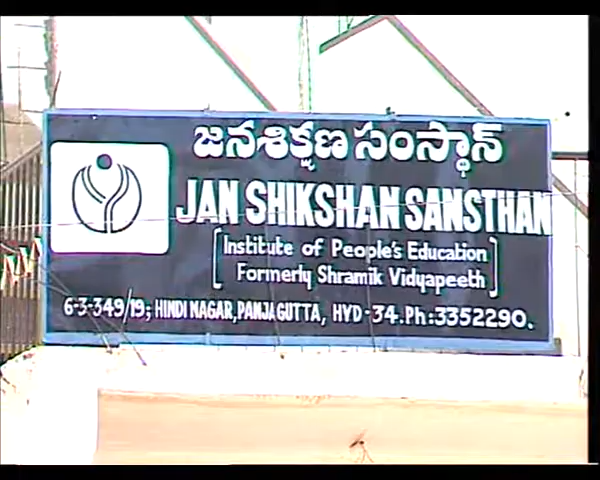 జనశిక్షణ సంస్థాన్
JAN SHIKSHAN SANSTHAN
[Institute of People's Education
Formerly Shramik Vidyapeeth]
6-3-349/19; HINDI NAGAR, PANJAGUTTA, HYD-34. Ph: 3352290.